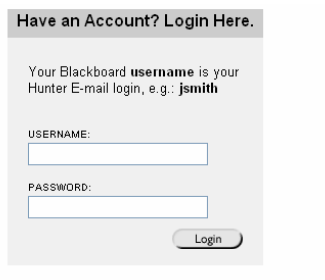 Have an Account? Login Here.
Your Blackboard username is your
Hunter E-mail login, e.g.: jsmith
USERNAME:
PASSWORD:
Login